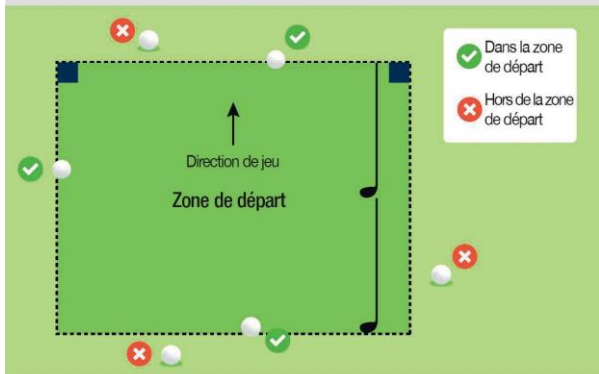 Dans la zone
de départ
Hors de la zone
de départ
Direction de jeu
Zone de départ